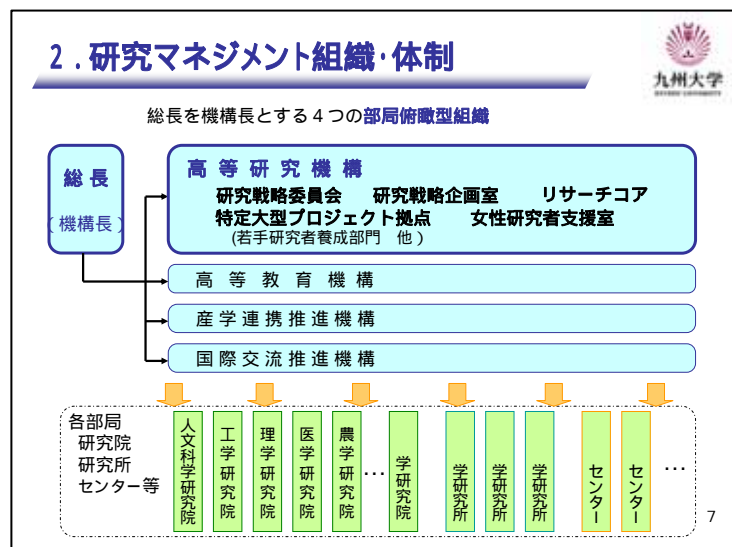 2．研究マネジメント組織･体制
九州大学
総長を機構長とする４つの部局俯瞰型組織
総長
（機構長）
高等研究機構
研究戦略委員会　研究戦略企画室　リサーチコア
特定大型プロジェクト拠点　女性研究者支援室
(若手研究者養成部門　他）
高等教育機構
産学連携推進機構
国際交流推進機構
各部局
研究院
研究所
センター等
人文科学研究院
工学研究院
理学研究院
医学研究院
農学研究院
…
学研究院
学研究所
学研究所
学研究所
センター
センター
…
7